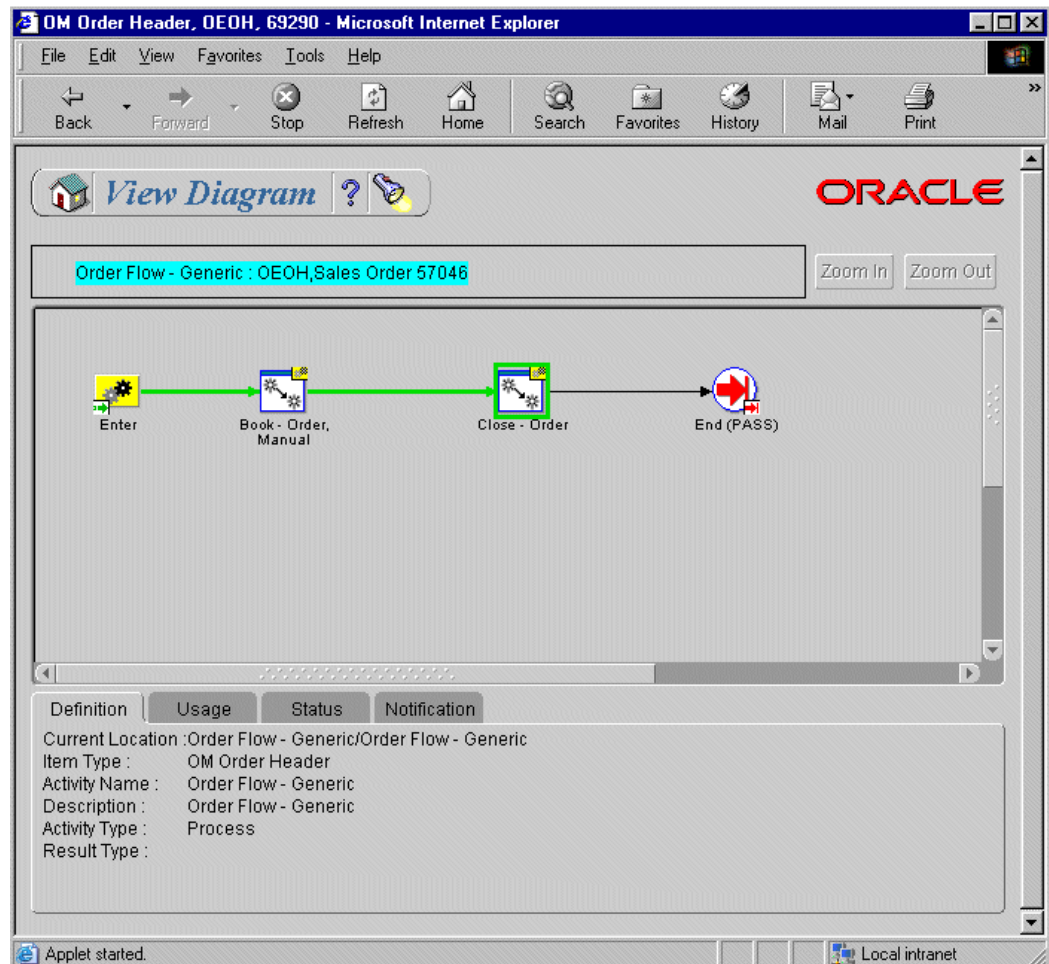 OM Order Header, OEOH, 69290 - Microsoft Internet Explorer
File Edit View Favorites Tools Help
Back Forward Stop Refresh Home Search Favorites History Mail Print »
View Diagram ? ORACLE
Order Flow - Generic : OEOH,Sales Order 57046 Zoom In Zoom Out
Enter Book - Order, Close - Order End (PASS)
Manual
Definition Usage Status Notification
Current Location :Order Flow - Generic/Order Flow - Generic
Item Type : OM Order Header
Activity Name : Order Flow - Generic
Description : Order Flow - Generic
Activity Type : Process
Result Type :
Applet started. Local intranet